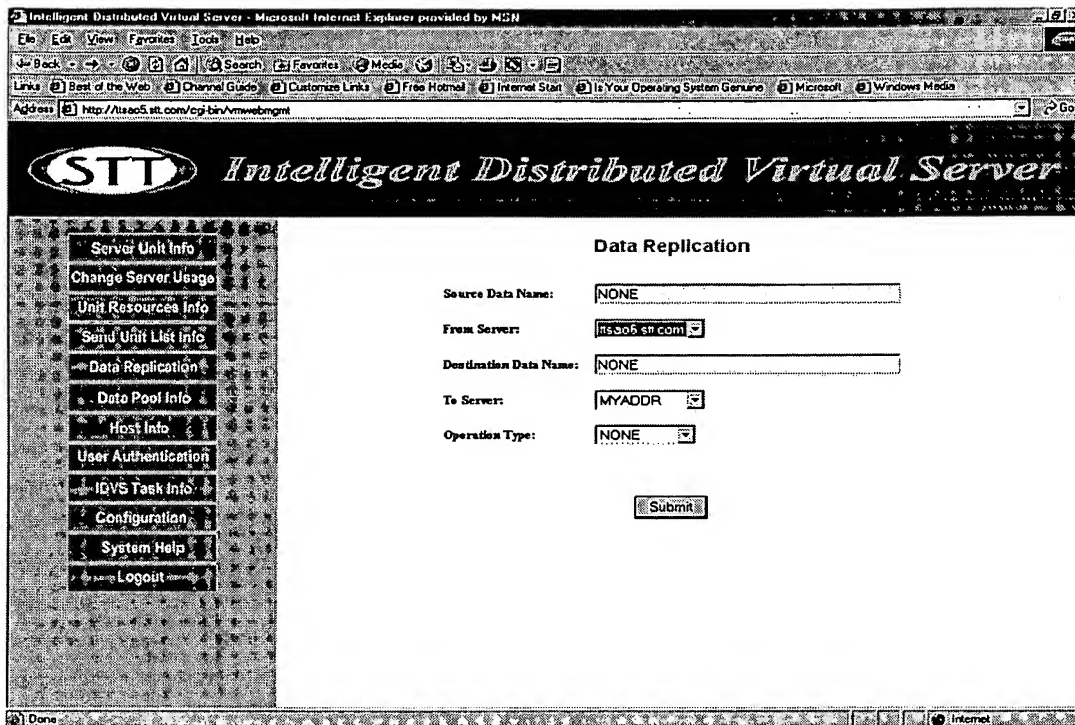 Intelligent Distributed Virtual Server - Microsoft Internet Explorer provided by MSN
File Edit View Favorites Tools Help
Back Search Favorites Media
Links Best of the Web Channel Guide Customize Links Free Hotmail Internet Start Is Your Operating System Genuine Microsoft Windows Media
Address http://tisao5.stt.com/cgi-bin/vmwebmgmt Go
STT Intelligent Distributed Virtual Server
Server Unit Info
Change Server Usage
Unit Resources Info
Send Unit List Info
Data Replication
Data Pool Info
Host Info
User Authentication
IDVS Task Info
Configuration
System Help
Logout
Data Replication
Source Data Name: NONE
From Server: tisao6.stt.com
Destination Data Name: NONE
To Server: MYADDR
Operation Type: NONE
Submit
Done
Internet